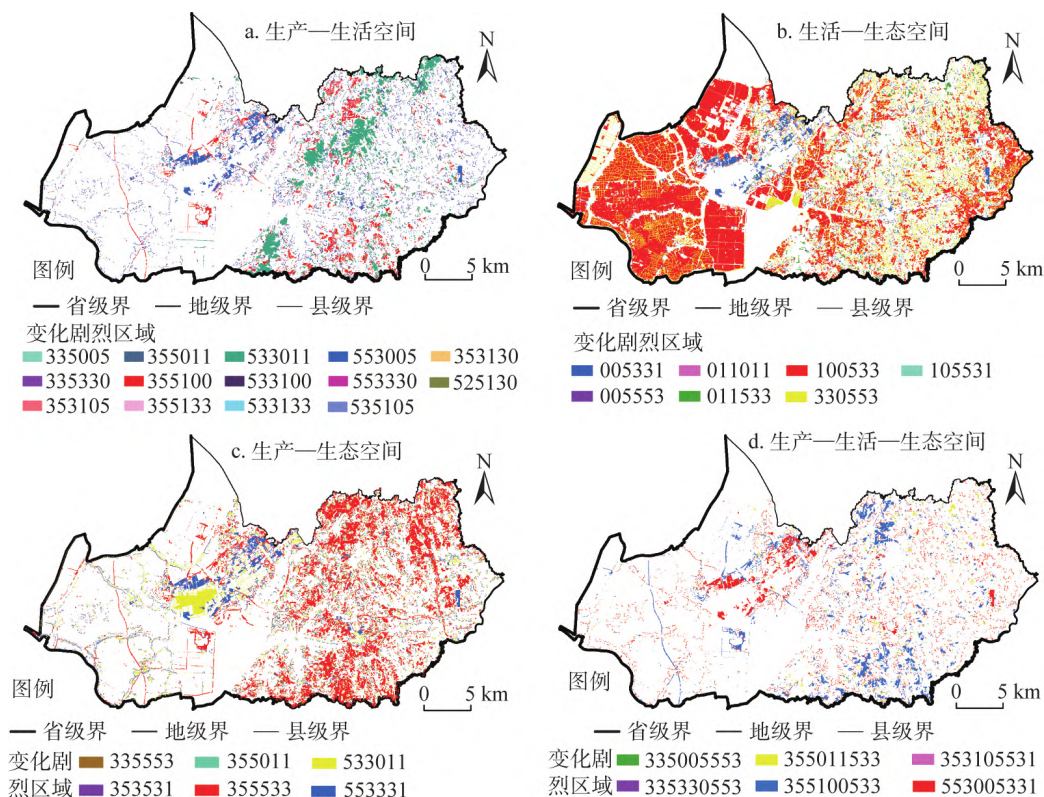 a. 生产—生活空间
N
图例
0 5 km
省级界 地级界 县级界
变化剧烈区域
335005 355011 533011 553005 353130
335330 355100 533100 553330 525130
353105 355133 533133 535105
b. 生活—生态空间
N
图例
0 5 km
省级界 地级界 县级界
变化剧烈区域
005331 011011 100533 105531
005553 011533 330553
c. 生产—生态空间
N
图例
0 5 km
省级界 地级界 县级界
变化剧 335553 355011 533011
烈区域 353531 355533 553331
d. 生产—生活—生态空间
N
图例
0 5 km
省级界 地级界 县级界
变化剧 335005553 355011533 353105531
烈区域 335330553 355100533 553005331